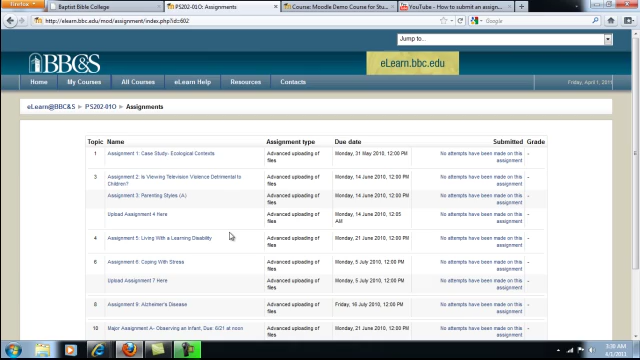 Firefox
Baptist Bible College
PS202-01O: Assignments
Course: Moodle Demo Course for Stu...
YouTube - How to submit an assign...
http://elearn.bbc.edu/mod/assignment/index.php?id=602
Google
Jump to...
BBC&S
eLearn.bbc.edu
Home My Courses All Courses eLearn Help Resources Contacts Friday, April 1, 2011
eLearn@BBC&S ► PS202-01O ► Assignments
Topic Name Assignment type Due date Submitted Grade
1 Assignment 1: Case Study- Ecological Contexts Advanced uploading of files Monday, 31 May 2010, 12:00 PM No attempts have been made on this assignment -
3 Assignment 2: Is Viewing Television Violence Detrimental to Children? Advanced uploading of files Monday, 14 June 2010, 12:00 PM No attempts have been made on this assignment -
Assignment 3: Parenting Styles (A) Advanced uploading of files Monday, 14 June 2010, 12:00 PM No attempts have been made on this assignment -
Upload Assignment 4 Here Advanced uploading of files Monday, 14 June 2010, 12:05 AM No attempts have been made on this assignment -
4 Assignment 5: Living With a Learning Disability Advanced uploading of files Monday, 21 June 2010, 12:00 PM No attempts have been made on this assignment -
6 Assignment 6: Coping With Stress Advanced uploading of files Monday, 5 July 2010, 12:00 PM No attempts have been made on this assignment -
Upload Assignment 7 Here Advanced uploading of files Monday, 5 July 2010, 12:00 PM No attempts have been made on this assignment -
8 Alzheimer's Disease Advanced uploading of files Friday, 16 July 2010, 12:00 PM No attempts have been made on this assignment -
10 Major Assignment A- Observing an Infant, Due: 6/21 at noon Advanced uploading of files Monday, 21 June 2010, 12:00 PM No attempts have been made on this assignment -
4/1/2011